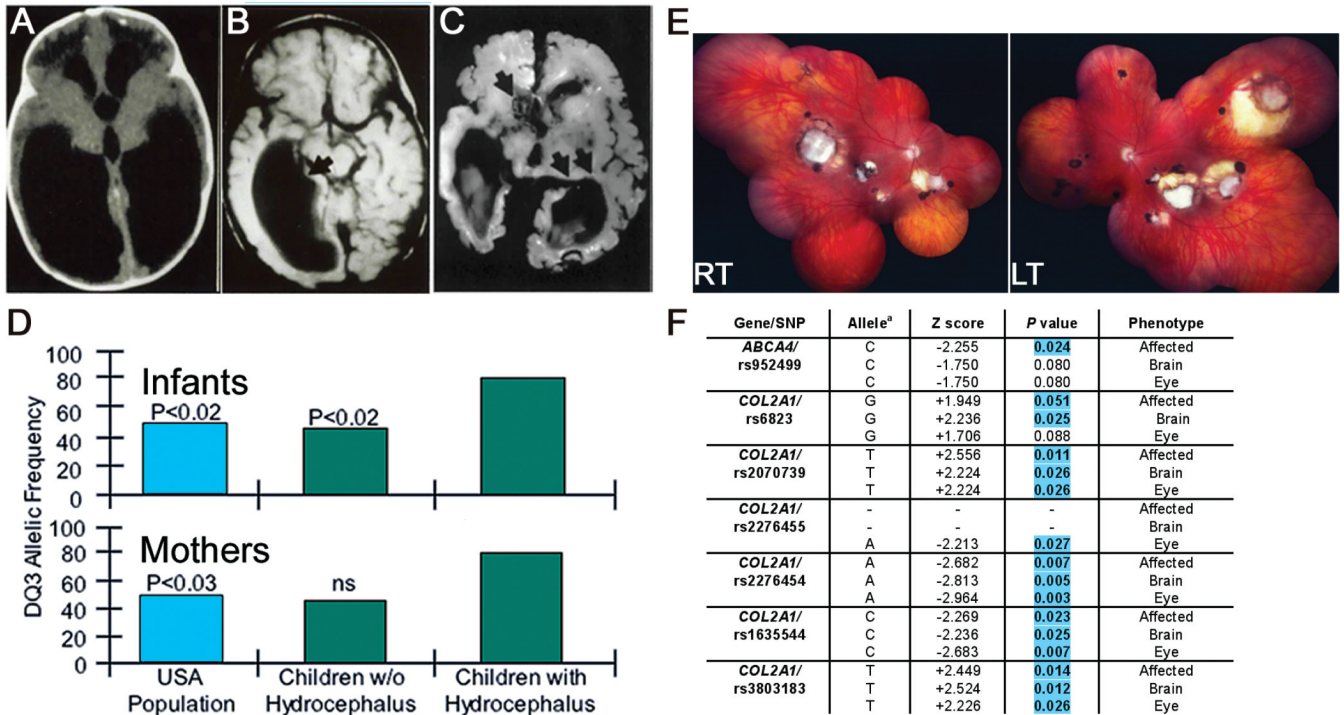 A
B
C
D
100
80
60
40
20
0
Infants
P<0.02
P<0.02
DQ3 Allelic Frequency
100
80
60
40
20
0
Mothers
P<0.03
ns
USA Population
Children w/o Hydrocephalus
Children with Hydrocephalus
E
RT
LT
F
Gene/SNP Allele^a Z score P value Phenotype
ABCA4/ C -2.255 0.024 Affected
rs952499 C -1.750 0.080 Brain
C -1.750 0.080 Eye
COL2A1/ G +1.949 0.051 Affected
rs6823 G +2.236 0.025 Brain
G +1.706 0.088 Eye
COL2A1/ T +2.556 0.011 Affected
rs2070739 T +2.224 0.026 Brain
T +2.224 0.026 Eye
COL2A1/ - - - Affected
rs2276455 - - - Brain
A -2.213 0.027 Eye
COL2A1/ A -2.682 0.007 Affected
rs2276454 A -2.813 0.005 Brain
A -2.964 0.003 Eye
COL2A1/ C -2.269 0.023 Affected
rs1635544 C -2.236 0.025 Brain
C -2.683 0.007 Eye
COL2A1/ T +2.449 0.014 Affected
rs3803183 T +2.524 0.012 Brain
T +2.226 0.026 Eye